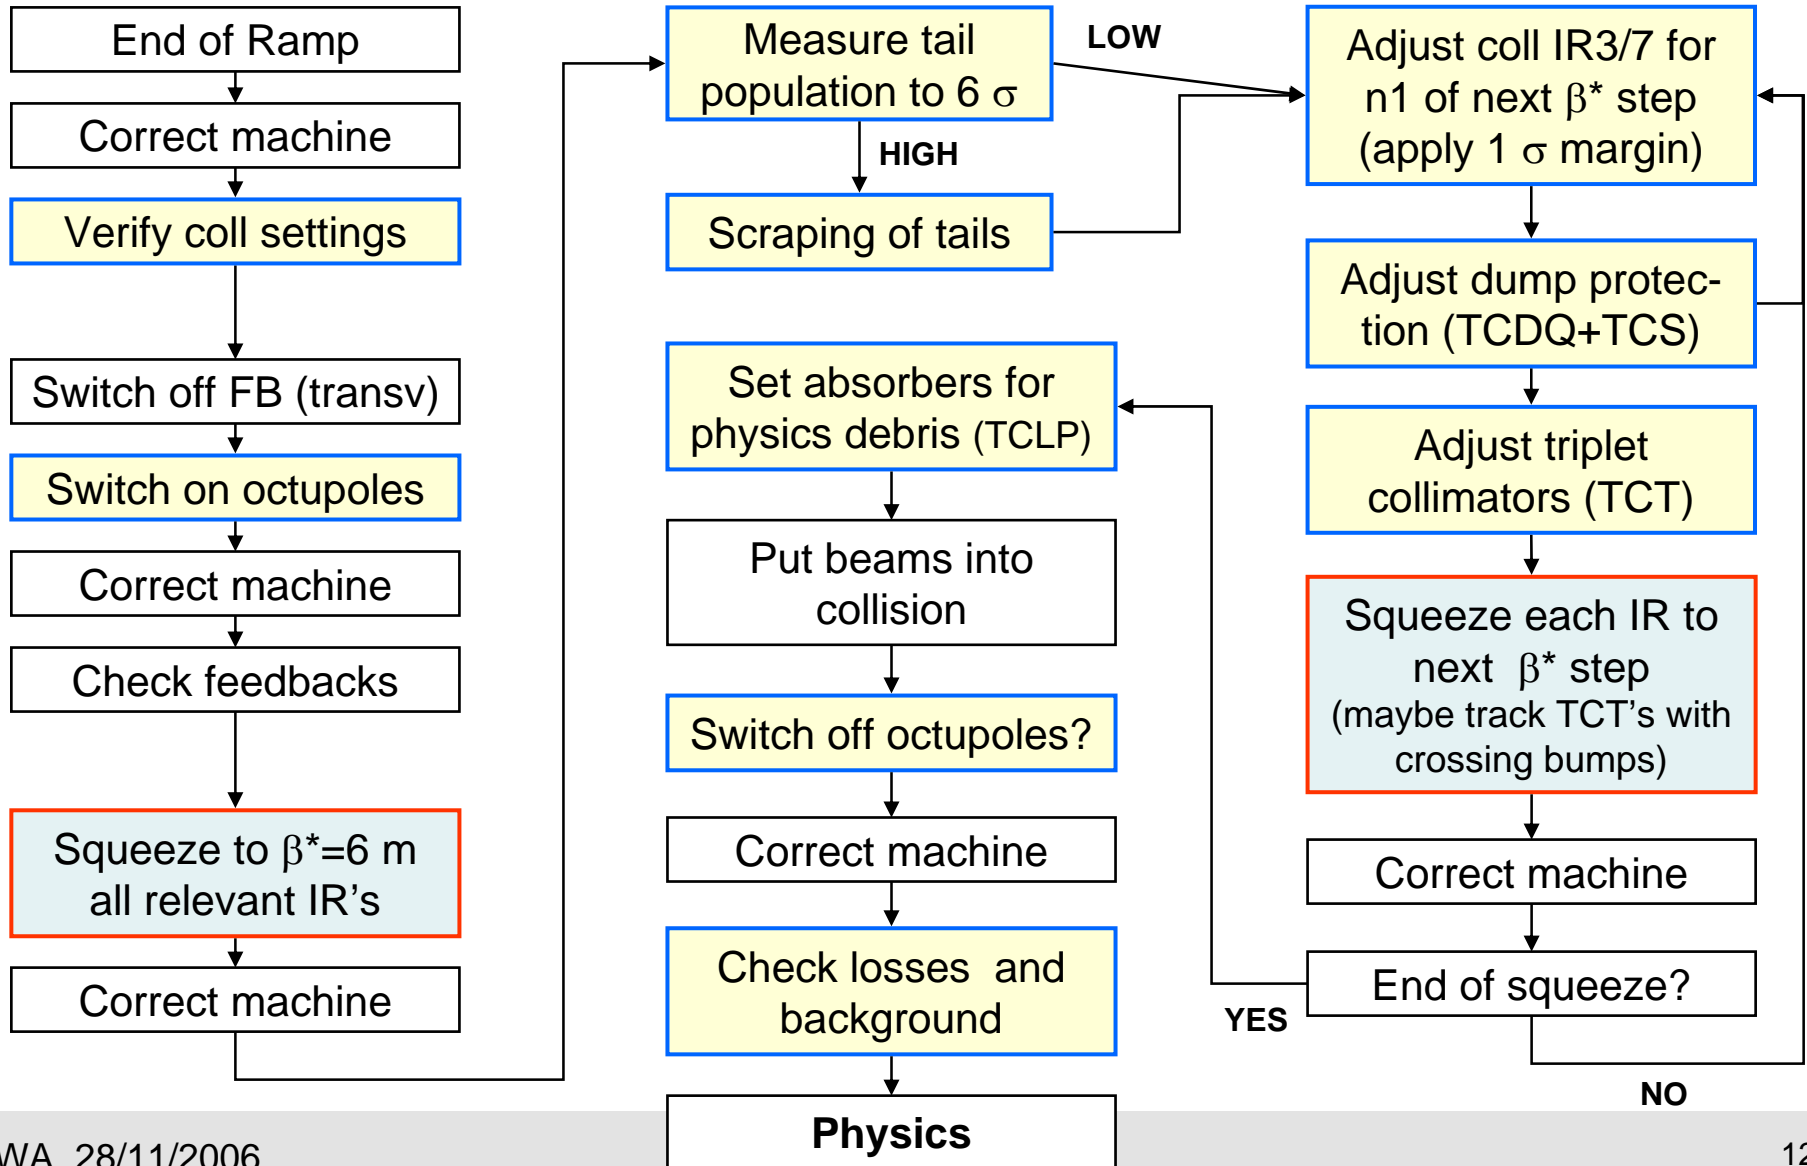 End of Ramp
Correct machine
Verify coll settings
Switch off FB (transv)
Switch on octupoles
Correct machine
Check feedbacks
Squeeze to β*=6 m
all relevant IR's
Correct machine
Measure tail
population to 6 σ
LOW
HIGH
Scraping of tails
Set absorbers for
physics debris (TCLP)
Put beams into
collision
Switch off octupoles?
Correct machine
Check losses and
background
Physics
Adjust coll IR3/7 for
n1 of next β* step
(apply 1 σ margin)
Adjust dump protec-
tion (TCDQ+TCS)
Adjust triplet
collimators (TCT)
Squeeze each IR to
next β* step
(maybe track TCT's with
crossing bumps)
Correct machine
End of squeeze?
YES
NO
28/11/2006
12